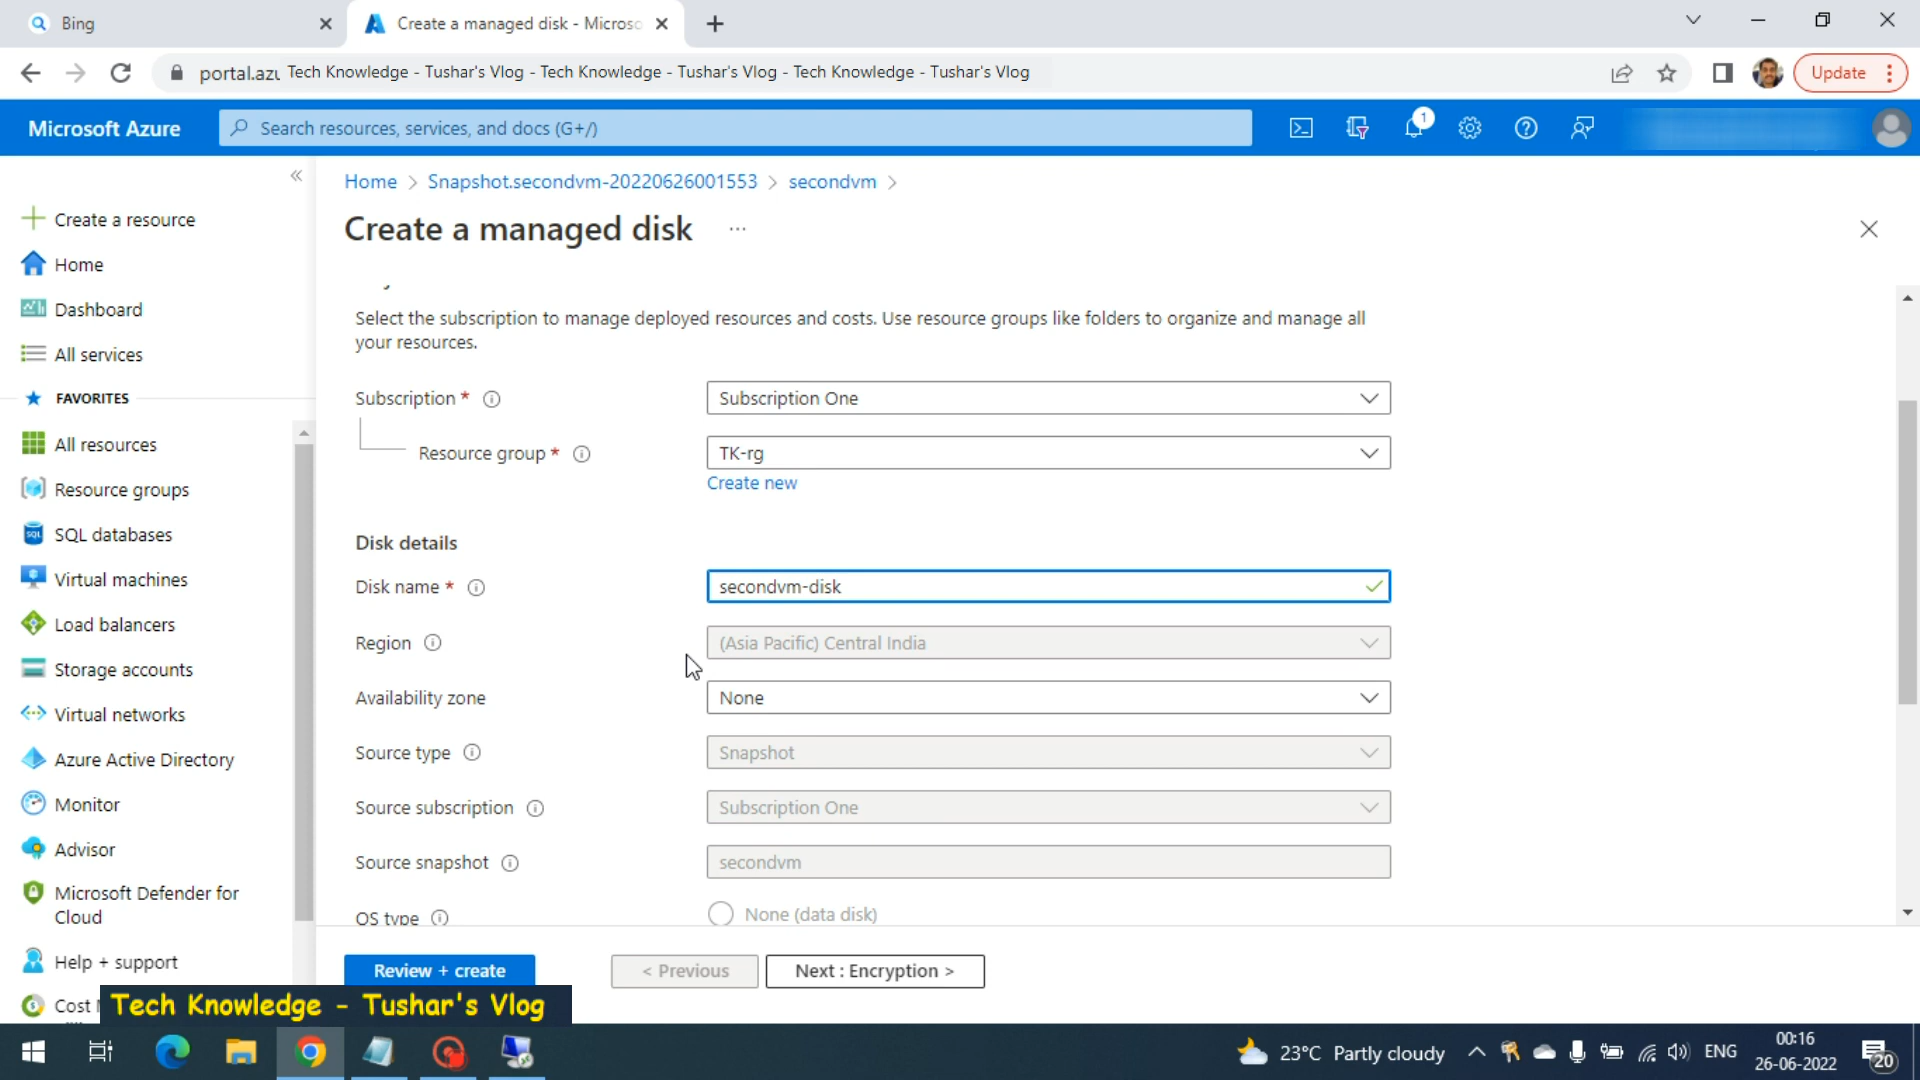 Bing
Create a managed disk - Microso
portal.azu Tech Knowledge - Tushar's Vlog - Tech Knowledge - Tushar's Vlog - Tech Knowledge - Tushar's Vlog
Update
Microsoft Azure
Search resources, services, and docs (G+/)
1
Home > Snapshot.secondvm-20220626001553 > secondvm >
Create a managed disk ...
Create a resource
Home
Dashboard
All services
FAVORITES
All resources
Resource groups
SQL databases
Virtual machines
Load balancers
Storage accounts
Virtual networks
Azure Active Directory
Monitor
Advisor
Microsoft Defender for
Cloud
Help + support
Cost
Select the subscription to manage deployed resources and costs. Use resource groups like folders to organize and manage all
your resources.
Subscription *
Subscription One
Resource group *
TK-rg
Create new
Disk details
Disk name *
secondvm-disk
Region
(Asia Pacific) Central India
Availability zone
None
Source type
Snapshot
Source subscription
Subscription One
Source snapshot
secondvm
OS type
None (data disk)
Review + create
< Previous
Next : Encryption >
Tech Knowledge - Tushar's Vlog
23°C Partly cloudy
ENG
00:16
26-06-2022
20